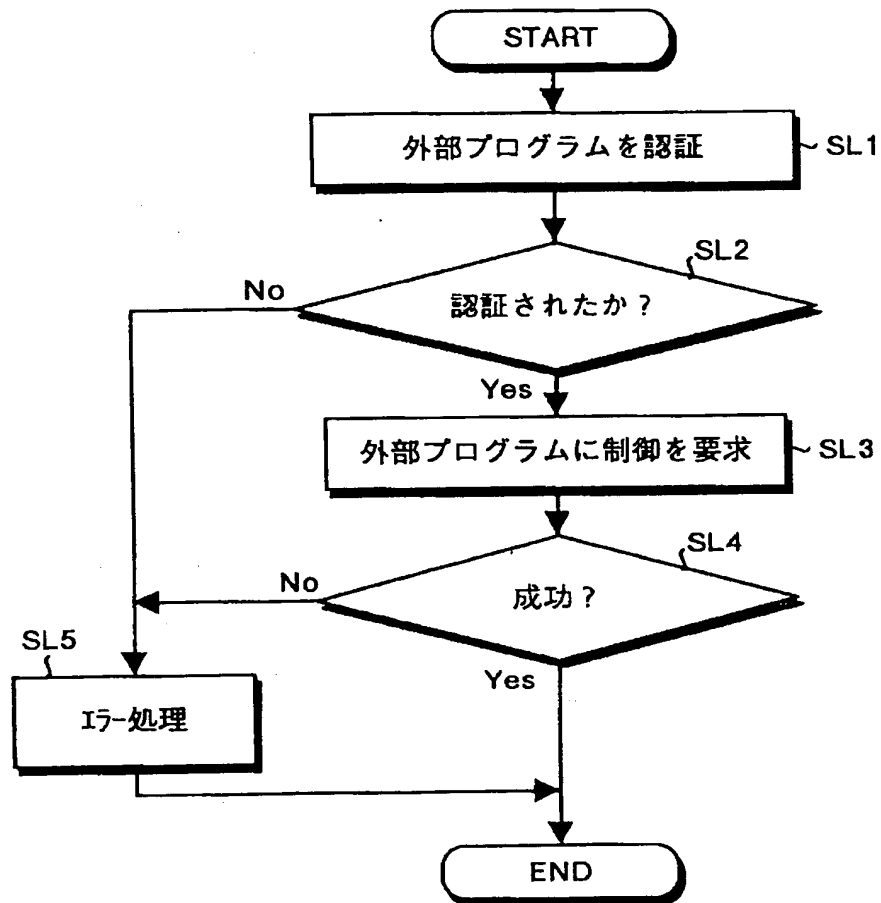 START
外部プログラムを認証
SL1
SL2
認証されたか?
No
Yes
外部プログラムに制御を要求
SL3
SL4
成功?
No
Yes
SL5
エラー処理
END